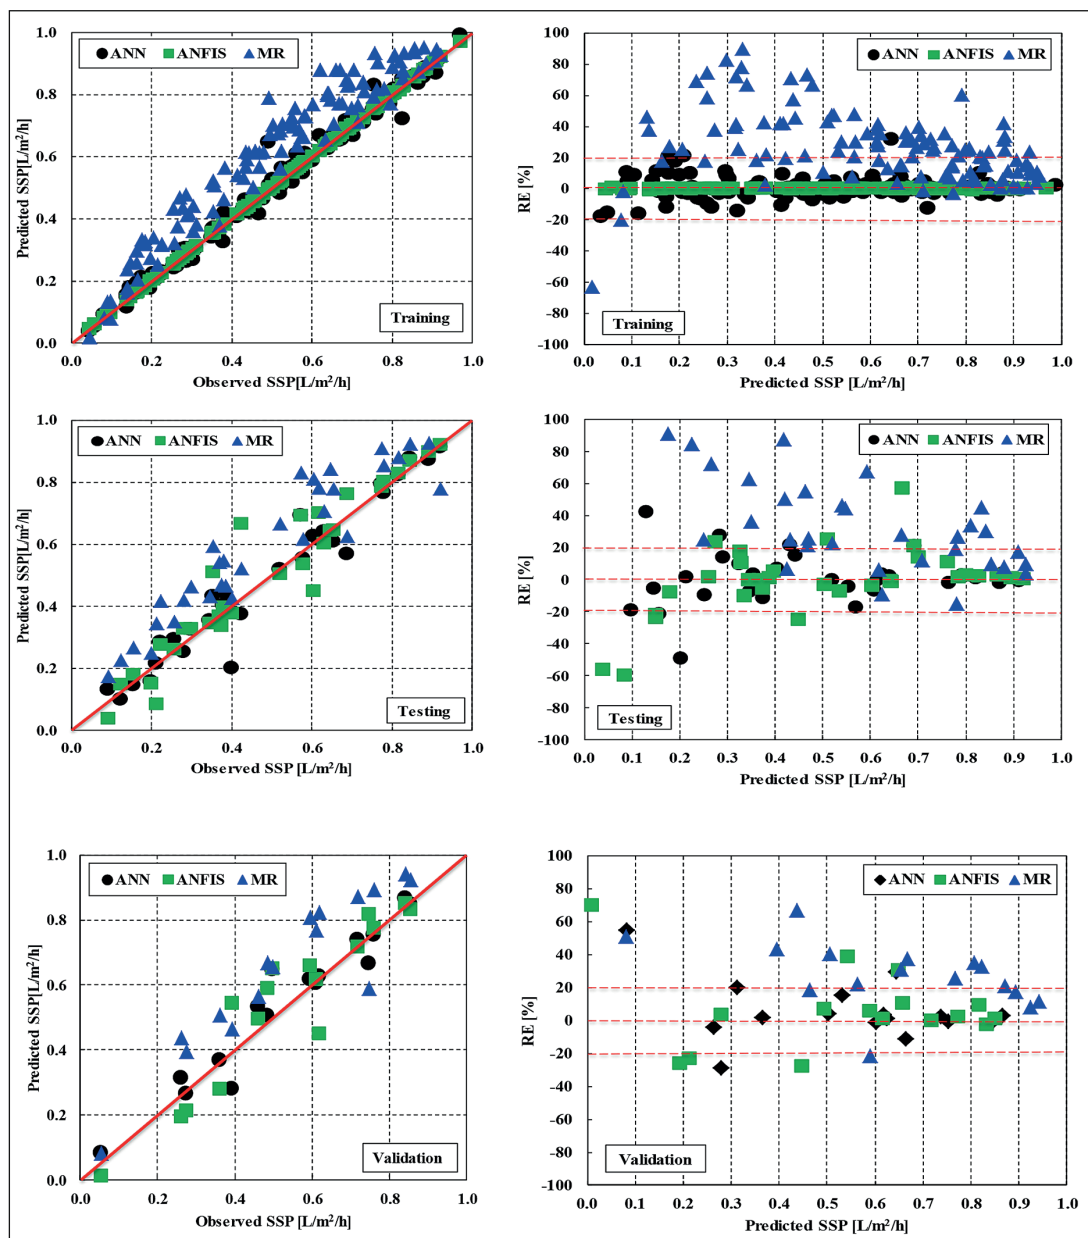 ANN ANFIS MR
1.0
0.8
0.6
0.4
0.2
0.0
Predicted SSP[L/m²/h]
Training
0.0 0.2 0.4 0.6 0.8 1.0
Observed SSP[L/m²/h]
ANN ANFIS MR
100
80
60
40
20
0
-20
-40
-60
-80
-100
RE [%]
Training
0.0 0.1 0.2 0.3 0.4 0.5 0.6 0.7 0.8 0.9 1.0
Predicted SSP [L/m²/h]
ANN ANFIS MR
1.0
0.8
0.6
0.4
0.2
0.0
Predicted SSP[L/m²/h]
Testing
0.0 0.2 0.4 0.6 0.8 1.0
Observed SSP [L/m²/h]
ANN ANFIS MR
100
80
60
40
20
0
-20
-40
-60
-80
-100
RE [%]
Testing
0.0 0.1 0.2 0.3 0.4 0.5 0.6 0.7 0.8 0.9 1.0
Predicted SSP [L/m²/h]
ANN ANFIS MR
1.0
0.8
0.6
0.4
0.2
0.0
Predicted SSP[L/m²/h]
Validation
0.0 0.2 0.4 0.6 0.8 1.0
Observed SSP [L/m²/h]
ANN ANFIS MR
100
80
60
40
20
0
-20
-40
-60
-80
-100
RE [%]
Validation
0.0 0.1 0.2 0.3 0.4 0.5 0.6 0.7 0.8 0.9 1.0
Predicted SSP [L/m²/h]